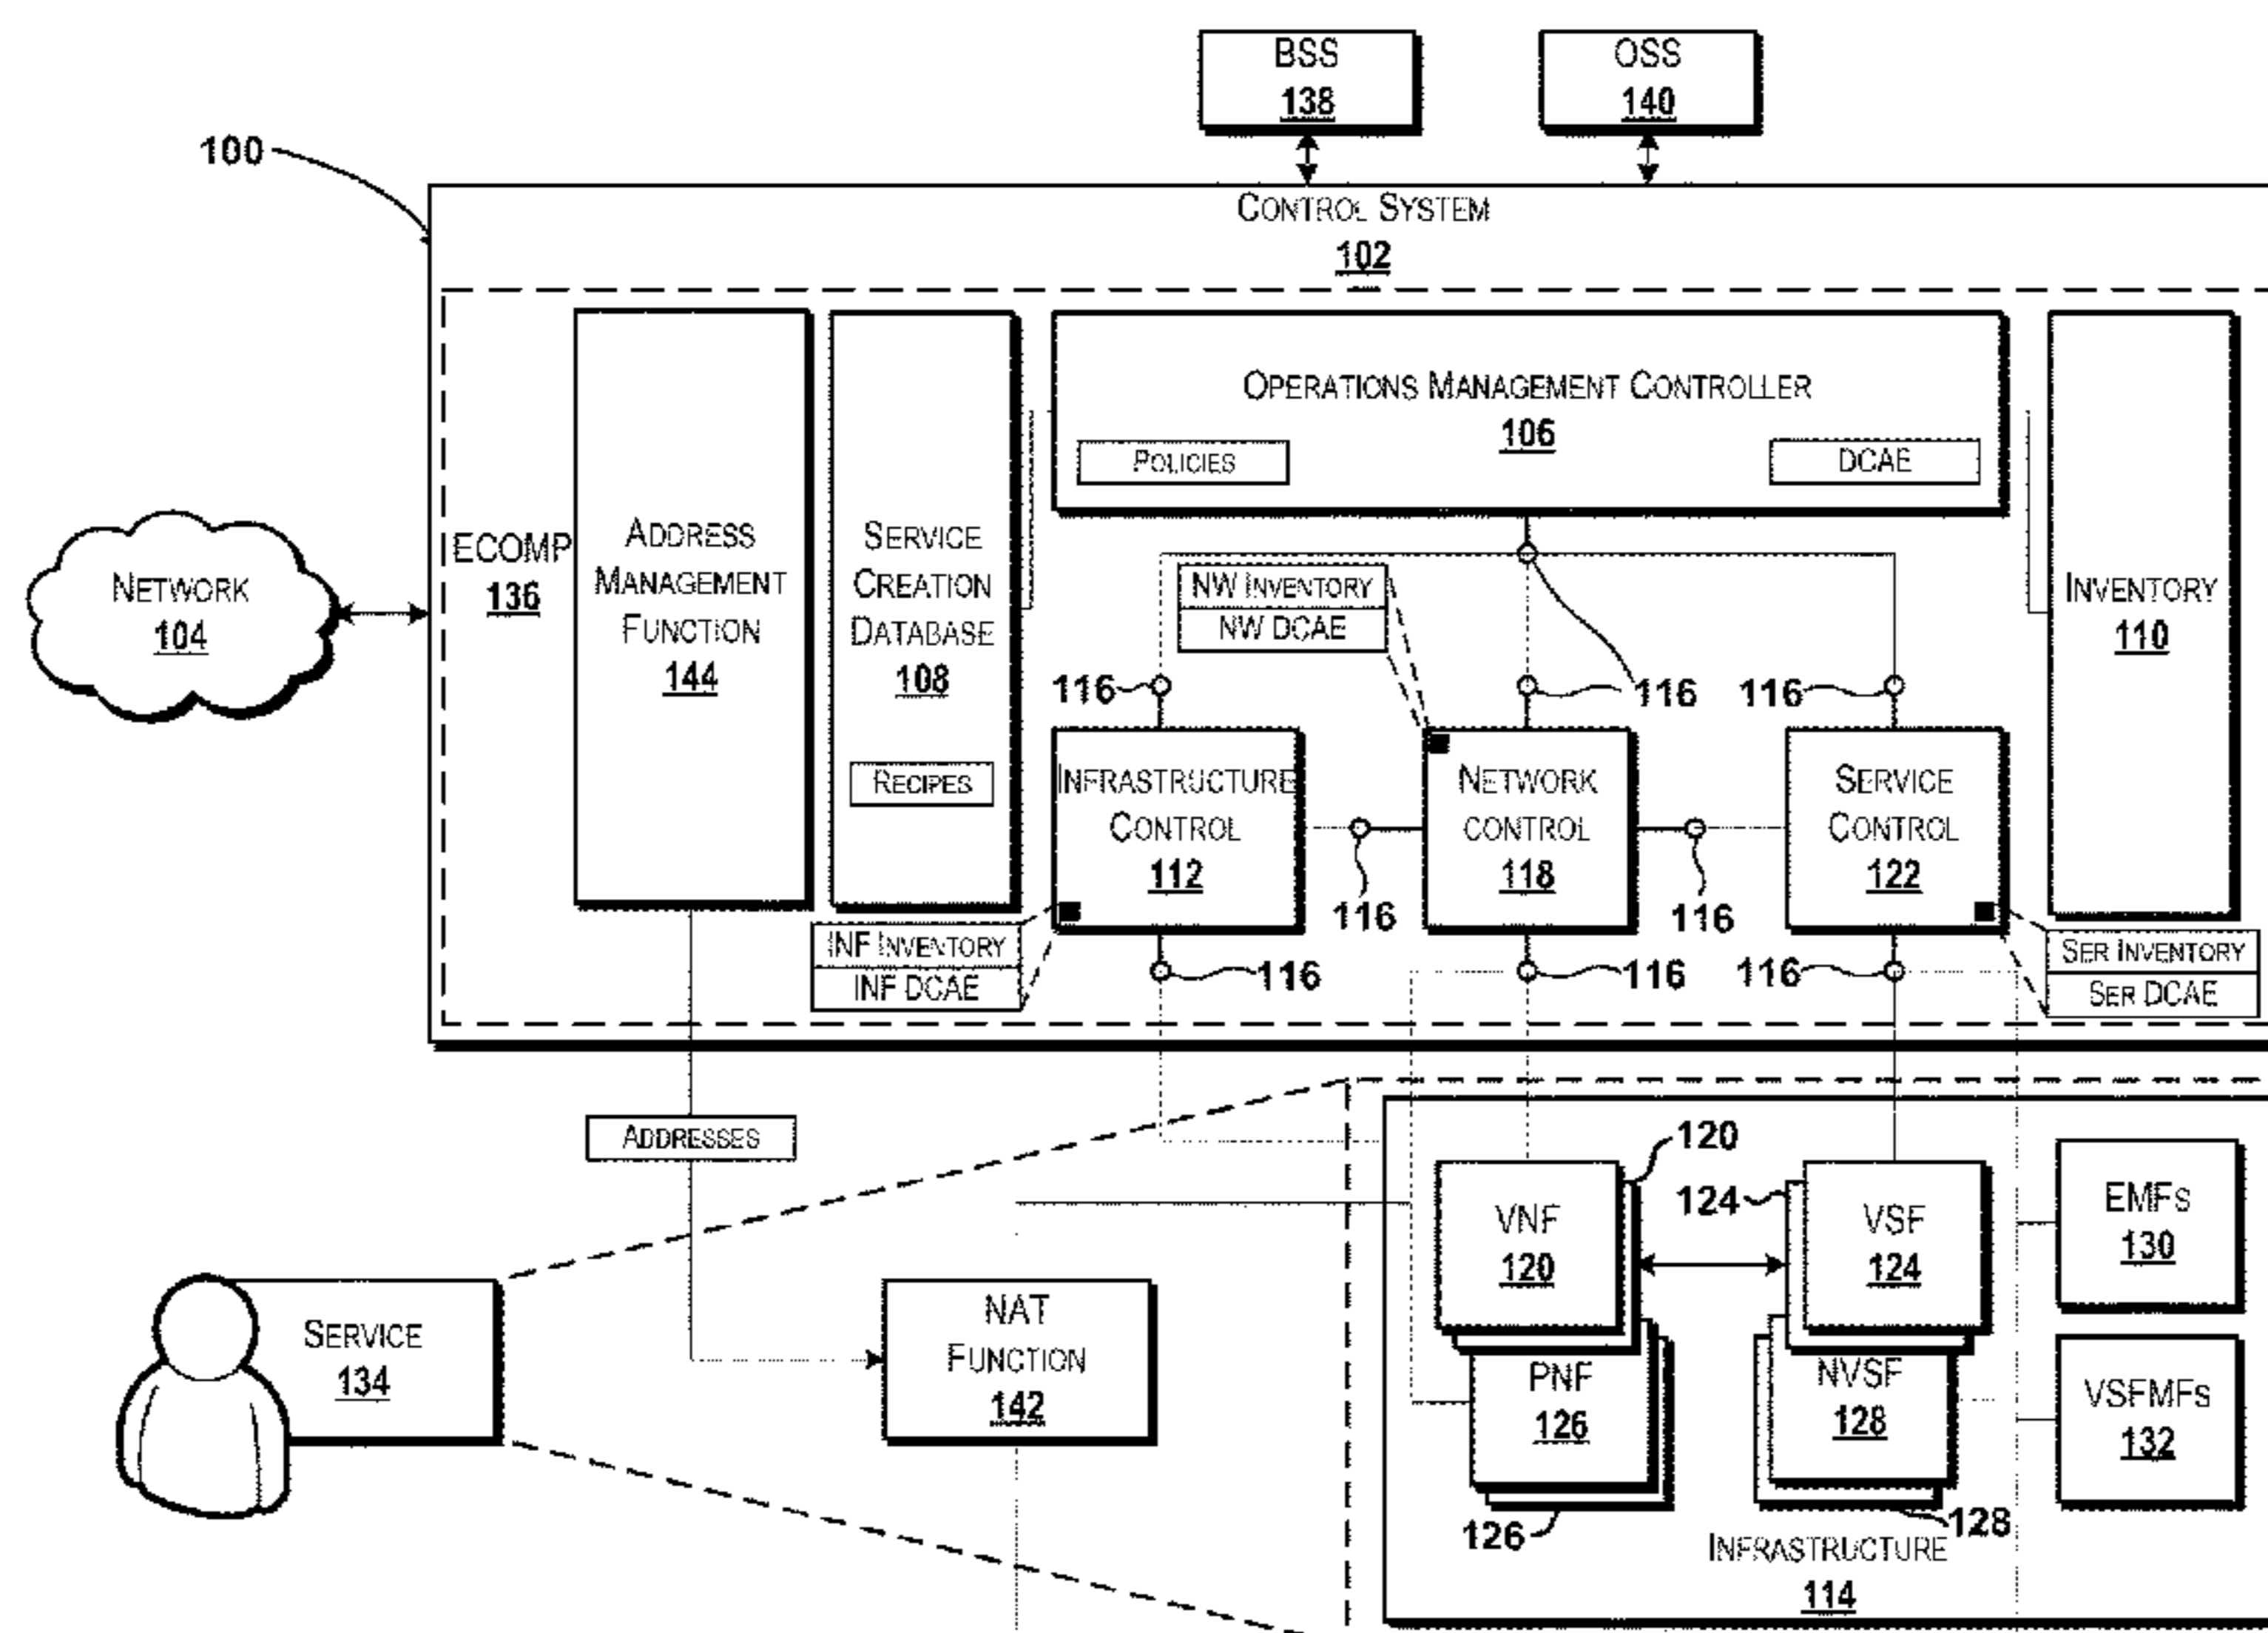 BSS
138
OSS
140
100
CONTROL SYSTEM
102
ECOMP
136
ADDRESS
MANAGEMENT
FUNCTION
144
SERVICE
CREATION
DATABASE
108
RECIPES
OPERATIONS MANAGEMENT CONTROLLER
106
POLICIES
DCAE
INVENTORY
110
NETWORK
104
NW INVENTORY
NW DCAE
116
116
116
INFRASTRUCTURE
CONTROL
112
NETWORK
CONTROL
118
SERVICE
CONTROL
122
116
116
INF INVENTORY
INF DCAE
116
116
116
SER INVENTORY
SER DCAE
ADDRESSES
120
VNF
120
124
VSF
124
EMFS
130
SERVICE
134
NAT
FUNCTION
142
PNF
126
NVSF
128
VSFMFS
132
126
128
INFRASTRUCTURE
114